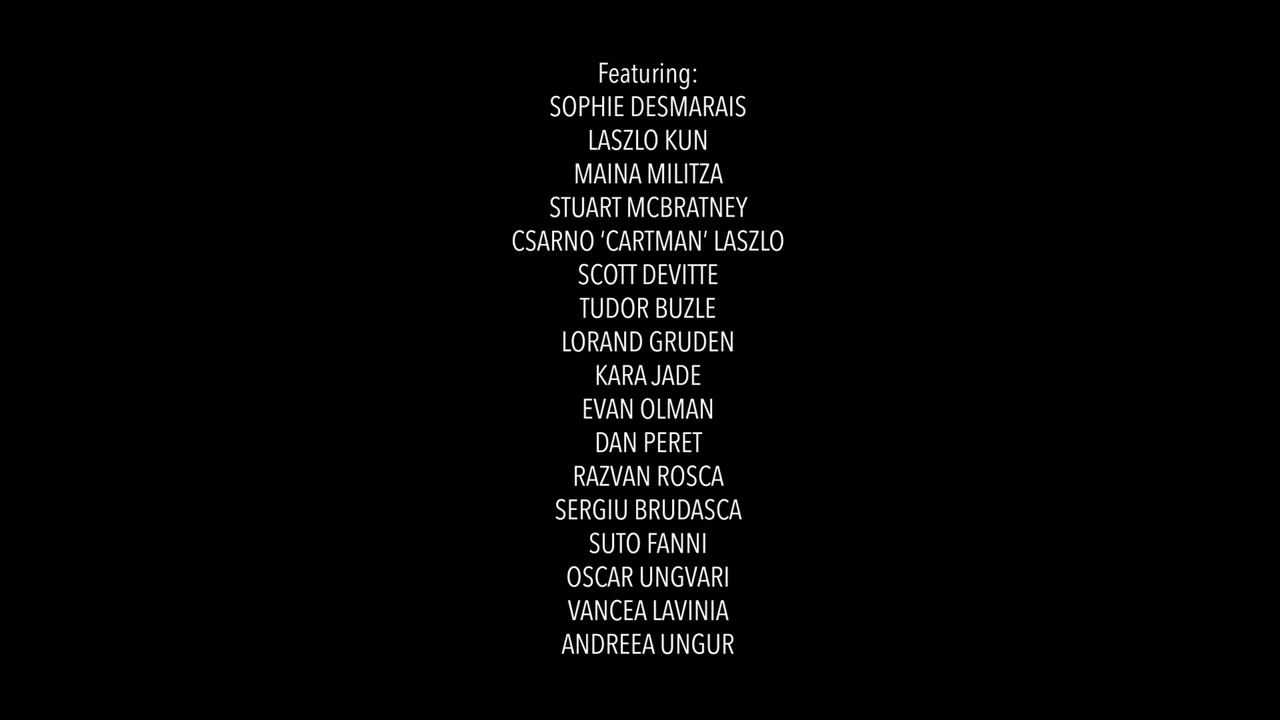 Featuring:
SOPHIE DESMARAIS
LASZLO KUN
MAINA MILITZA
STUART MCBRATNEY
CSARNO ‘CARTMAN’ LASZLO
SCOTT DEVITTE
TUDOR BUZLE
LORAND GRUDEN
KARA JADE
EVAN OLMAN
DAN PERET
RAZVAN ROSCA
SERGIU BRUDASCA
SUTO FANNI
OSCAR UNGVARI
VANCEA LAVINIA
ANDREEA UNGUR